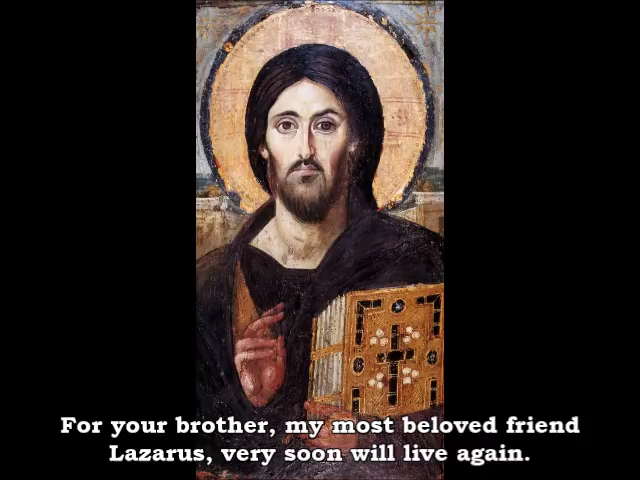 For your brother, my most beloved friend
Lazarus, very soon will live again.